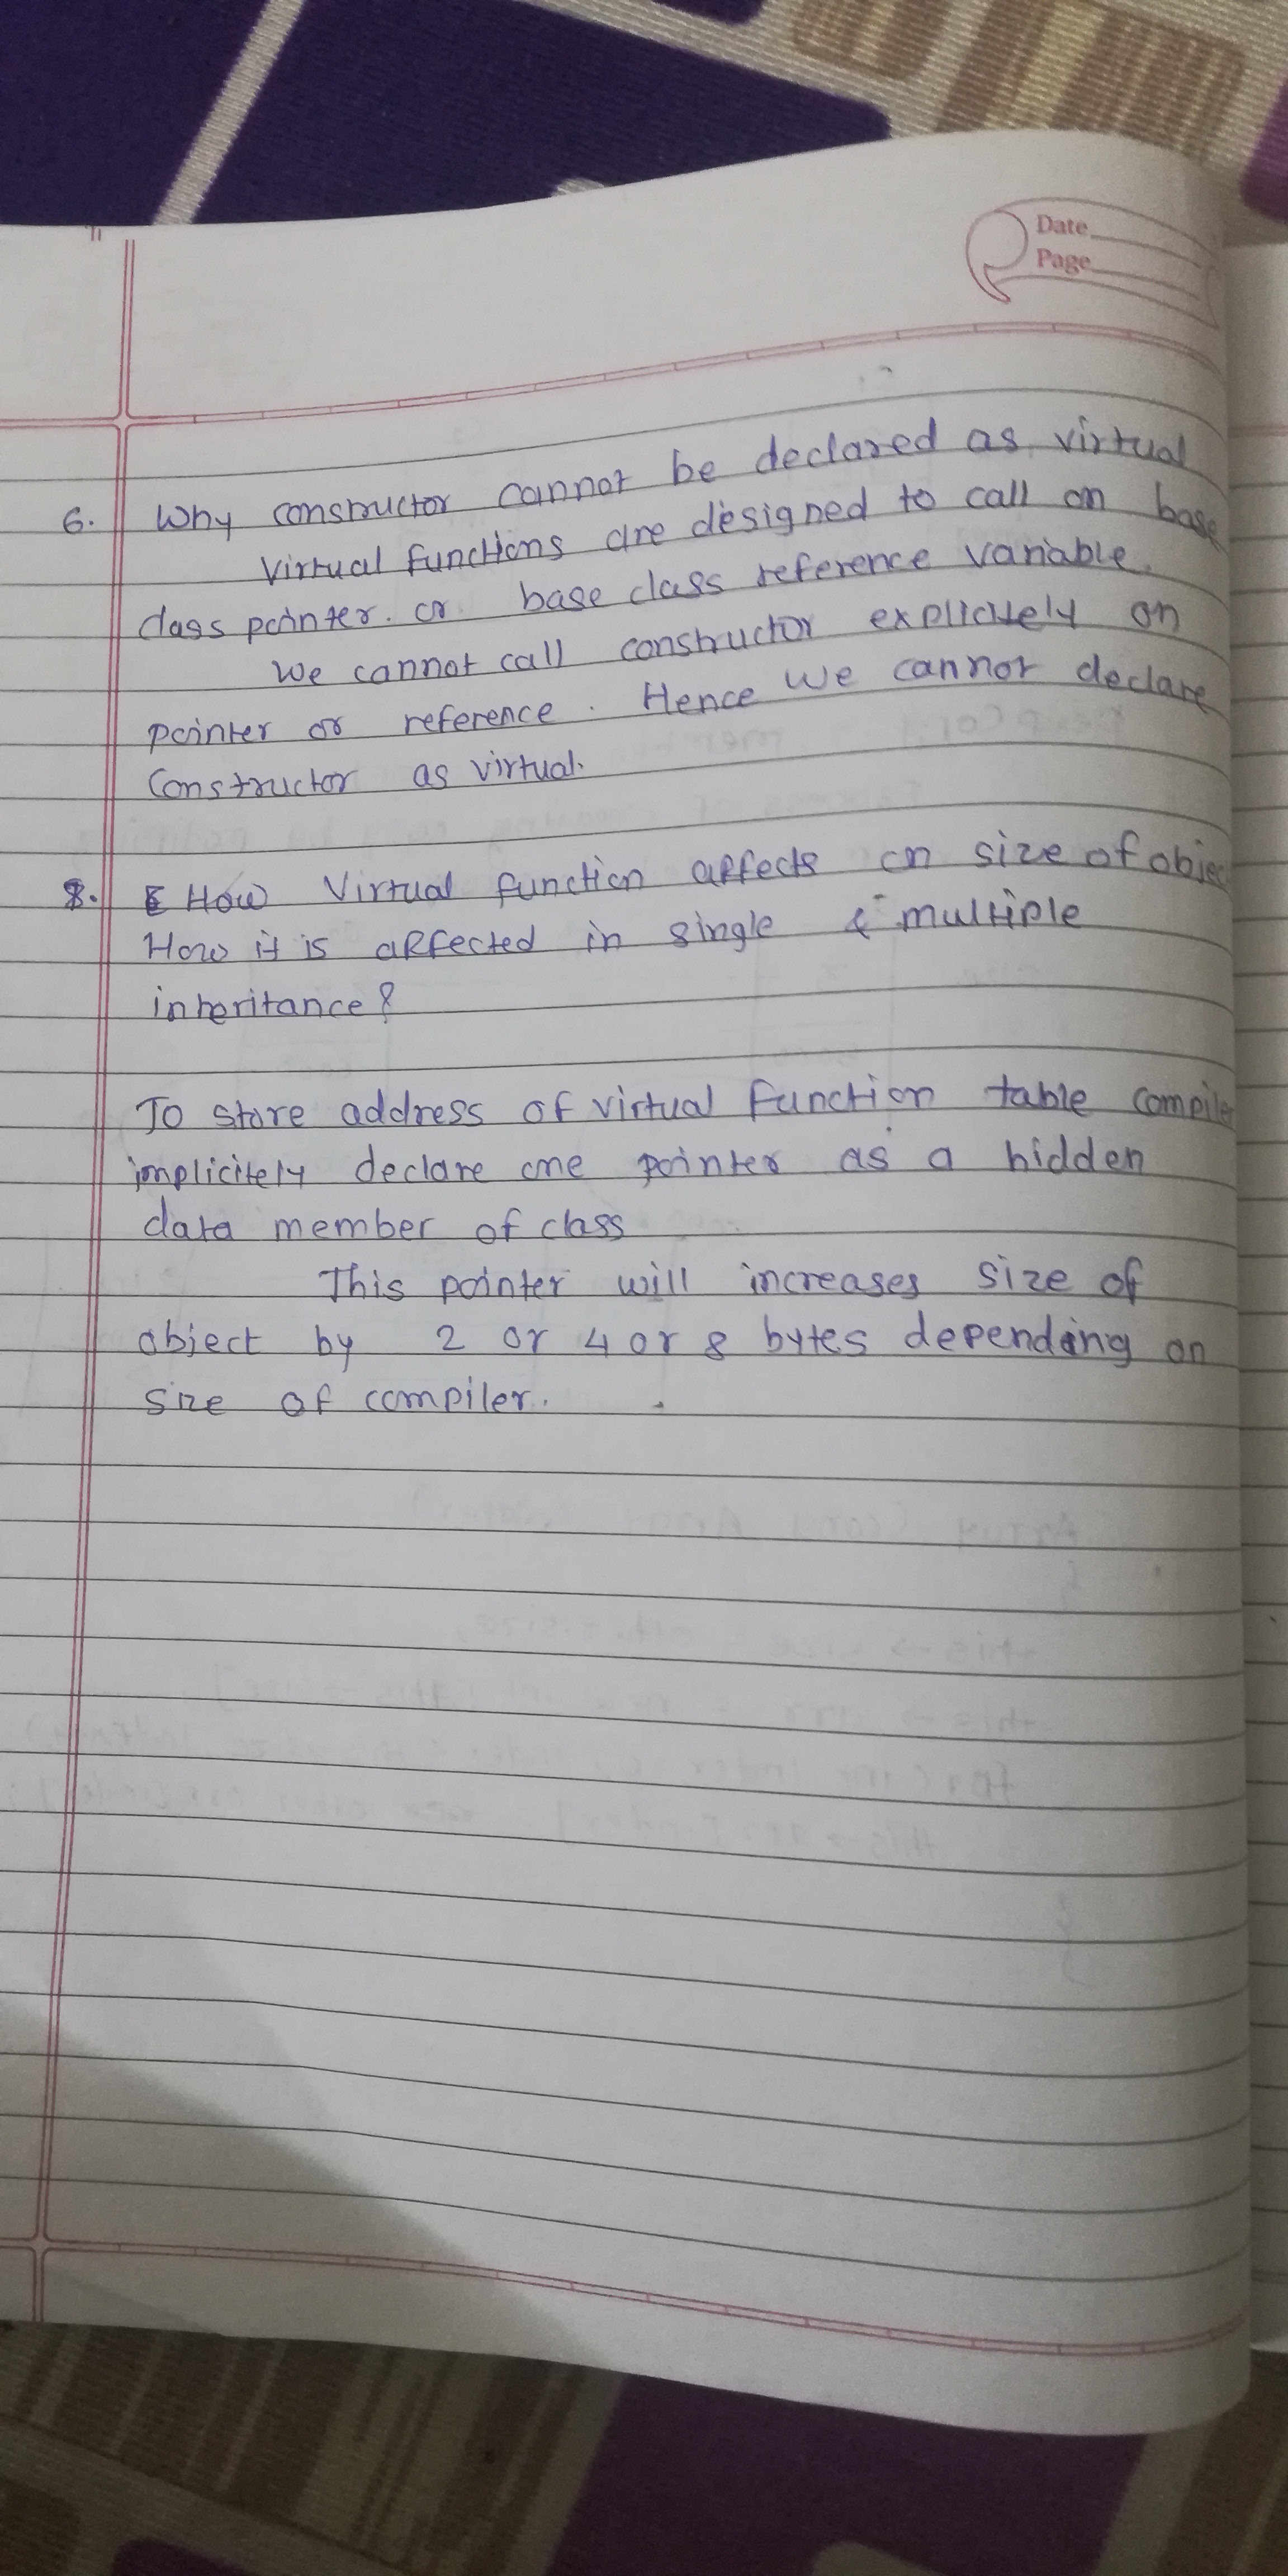 Date
Page
6. Why constructor cannot be declared as virtual
Virtual functions are designed to call on base
class pointer. or base class reference variable.
We cannot call constructor explicitely on
pointer or reference. Hence we cannot declare
Constructor as virtual.
8. How Virtual function affects on size of objec
How it is affected in single & multiple
inheritance?
To store address of virtual function table compiler
implicitely declare one pointer as a hidden
data member of class
This pointer will increases size of
object by 2 or 4 or 8 bytes depending on
size of compiler.